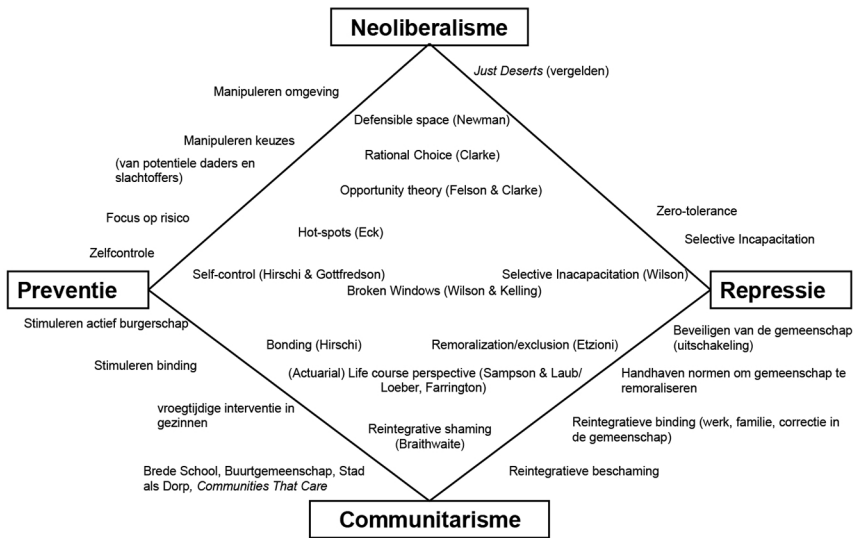 Neoliberalisme
Just Deserts (vergelden)
Manipuleren omgeving
Defensible space (Newman)
Manipuleren keuzes
(van potentiele daders en
slachtoffers)
Rational Choice (Clarke)
Opportunity theory (Felson & Clarke)
Focus op risico
Zero-tolerance
Hot-spots (Eck)
Selective Incapacitation
Zelfcontrole
Self-control (Hirschi & Gottfredson)
Selective Inacapacitation (Wilson)
Preventie
Broken Windows (Wilson & Kelling)
Repressie
Stimuleren actief burgerschap
Beveiligen van de gemeenschap
(uitschakeling)
Bonding (Hirschi)
Remoralization/exclusion (Etzioni)
Stimuleren binding
(Actuarial) Life course perspective (Sampson & Laub/
Loeber, Farrington)
Handhaven normen om gemeenschap te
remoraliseren
vroegtijdige interventie in
gezinnen
Reintegrative shaming
(Braithwaite)
Reintegratieve binding (werk, familie, correctie in
de gemeenschap)
Brede School, Buurtgemeenschap, Stad
als Dorp, Communities That Care
Reintegratieve beschaming
Communitarisme